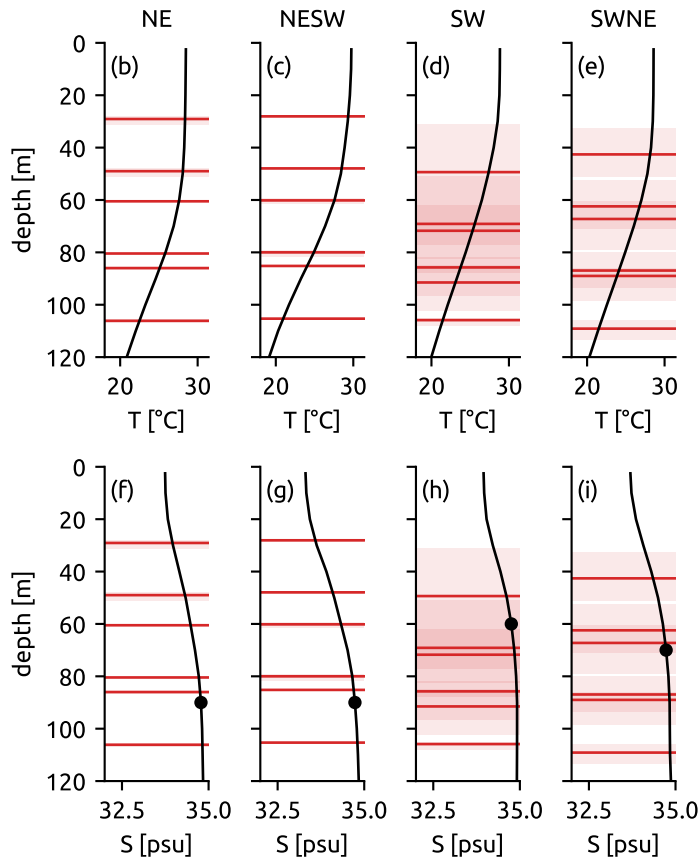 NE NESW SW SWNE
0 (b) (c) (d) (e)
20
40
60
80
100
120
depth [m]
20 30 20 30 20 30 20 30
T [°C] T [°C] T [°C] T [°C]
0 (f) (g) (h) (i)
20
40
60
80
100
120
depth [m]
32.5 35.0 32.5 35.0 32.5 35.0 32.5 35.0
S [psu] S [psu] S [psu] S [psu]